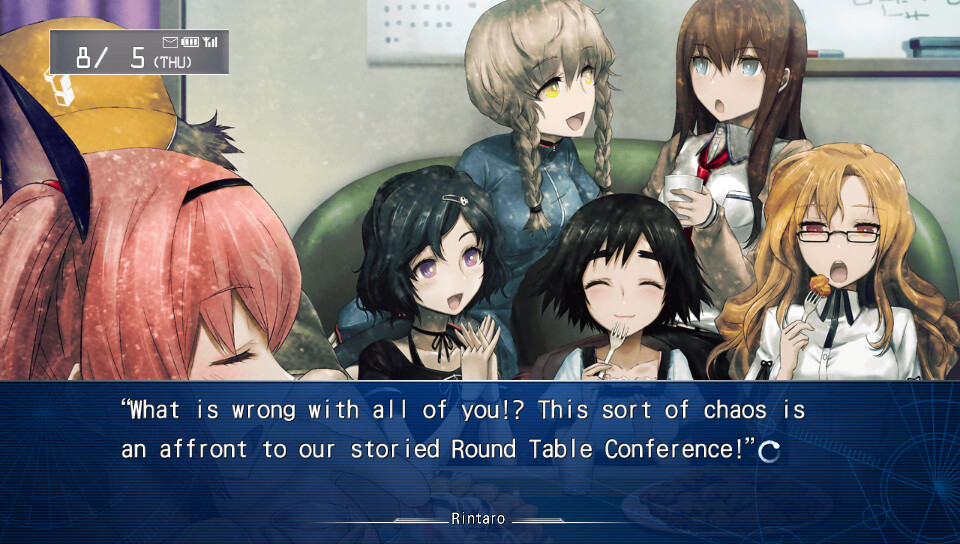 8/ 5 (THU)
“What is wrong with all of you!? This sort of chaos is
an affront to our storied Round Table Conference!”
Rintaro